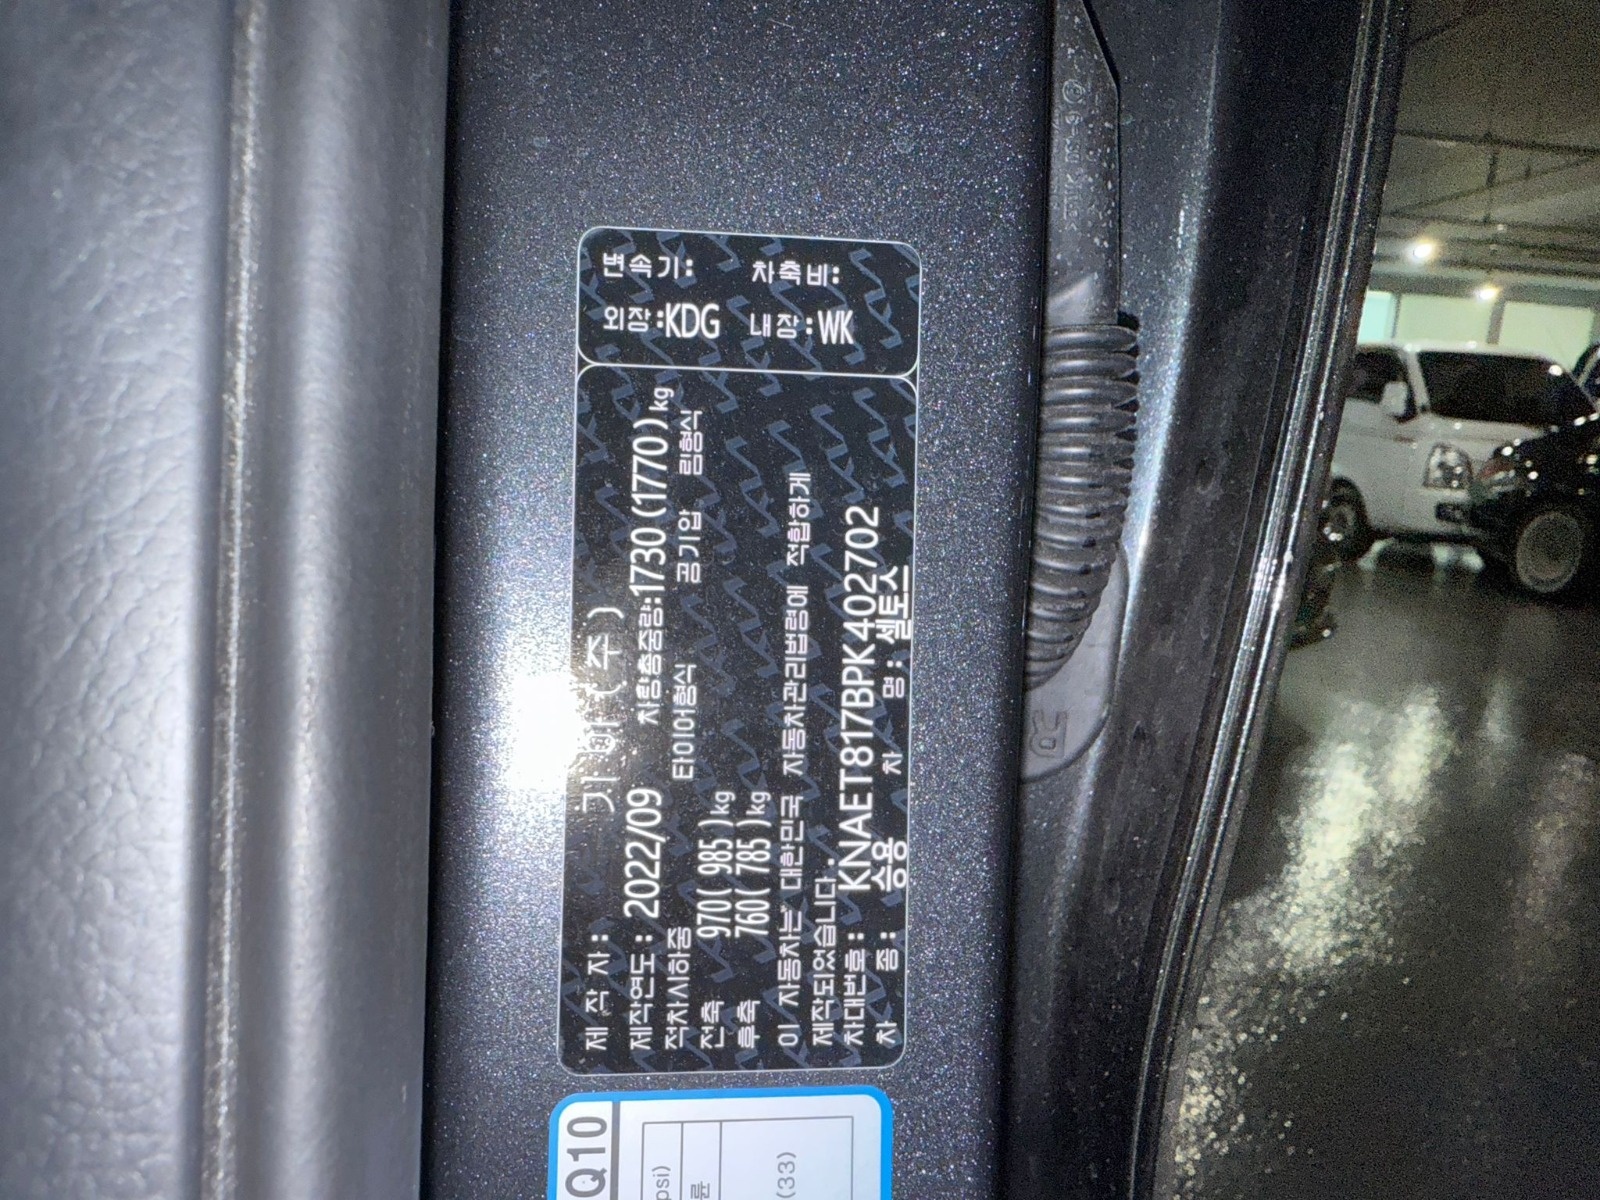 변속기: 차축비:
외장:KDG 내장:WK
제 작 자: 기아(주)
제작연도: 2022/09 차량총중량:1730(1770)kg
적차시하중 타이어형식 공기압 림형식
전축 970( 985)kg
후축 760( 785)kg
이 자동차는 대한민국 자동차관리법령에 적합하게
제작되었습니다.
차대번호: KNAET817BPK402702
차 종: 승용 차 명: 셀토스
Q10
psi)
(33)